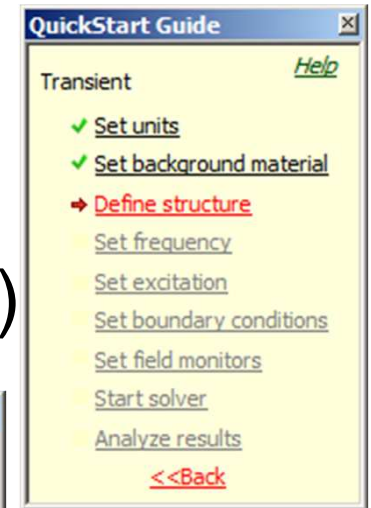 QuickStart Guide
Help
Transient
Set units
Set background material
Define structure
Set frequency
Set excitation
)
Set boundary conditions
Set field monitors
Start solver
Analyze results
<<Back